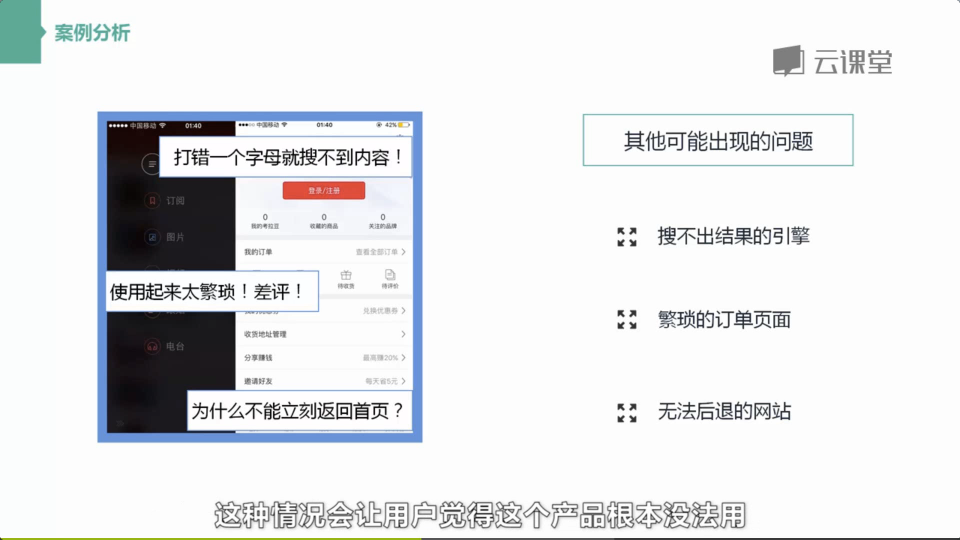 案例分析
云课堂
中国移动 01:40
中国移动 01:40 42%
打错一个字母就搜不到内容！
登录/注册
订阅
0 0 0
我的考拉豆 收藏的商品 关注的品牌
图片
我的订单 查看全部订单
待收货 待评价
使用起来太繁琐！差评！
兑换优惠券
收货地址管理
电台
分享赚钱 最高赚20%
邀请好友 每天省5元
为什么不能立刻返回首页？
其他可能出现的问题
搜不出结果的引擎
繁琐的订单页面
无法后退的网站
这种情况会让用户觉得这个产品根本没法用